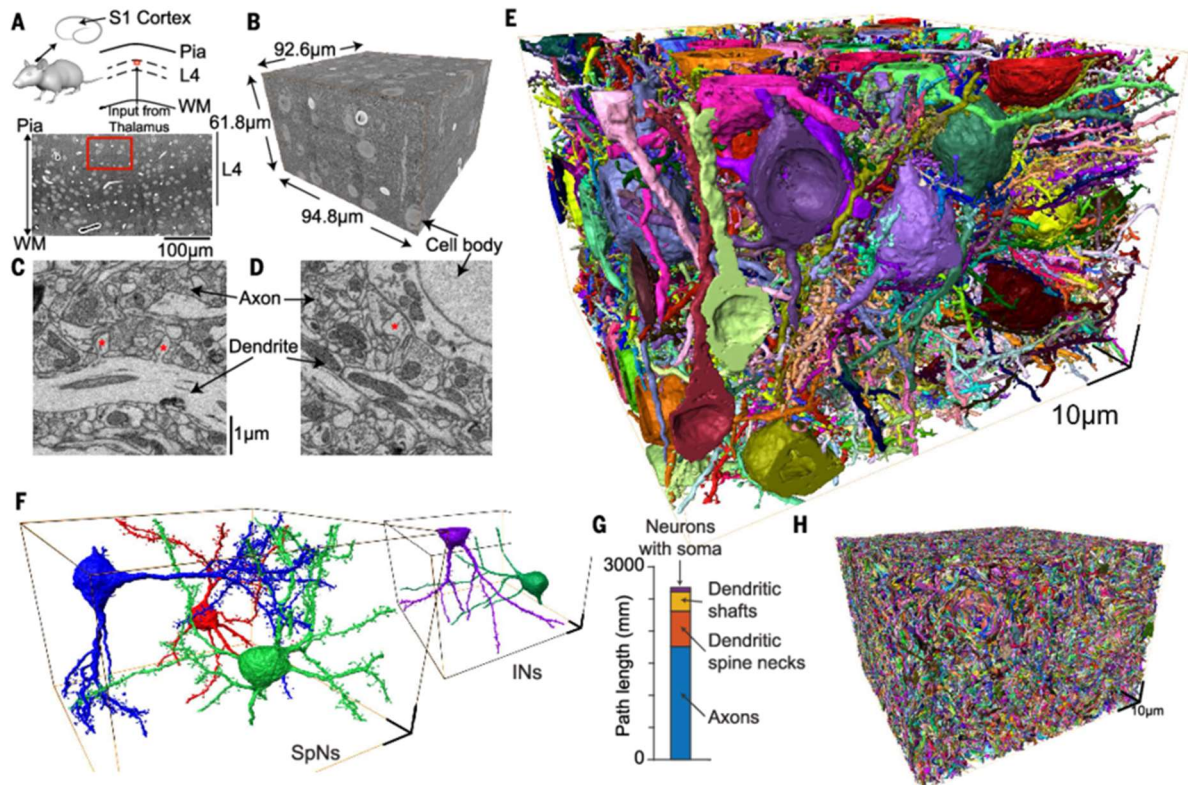 A
S1 Cortex
Pia
L4
WM
Input from
Thalamus
Pia
L4
WM
100μm
B
92.6μm
61.8μm
94.8μm
Cell body
C
D
Axon
Dendrite
1μm
E
10μm
F
SpNs
INs
G
Neurons
with soma
3000
Path length (mm)
0
Dendritic
shafts
Dendritic
spine necks
Axons
H
10μm